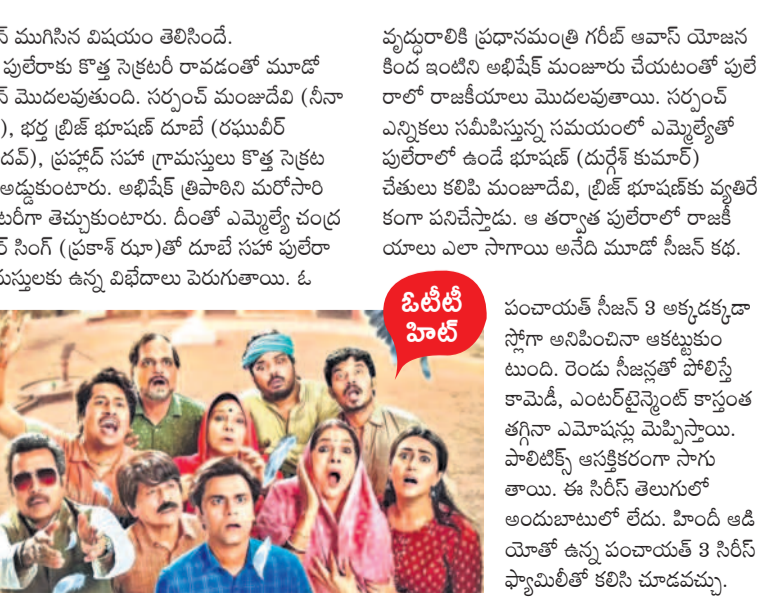 న్ ముగిసిన విషయం తెలిసిందే.
పులేరాకు కొత్త సెక్రటరీ రావడంతో మూడో
న్ మొదలవుతుంది. సర్పంచ్ మంజుదేవి (నీనా
), భర్త బ్రిజ్ భూషణ్ దూబే (రఘువీర్
దవ్), ప్రహ్లాద్ సహా గ్రామస్తులు కొత్త సెక్రట
అడ్డుకుంటారు. అభిషేక్ త్రిపాఠిని మరోసారి
టరీగా తెచ్చుకుంటారు. దీంతో ఎమ్మెల్యే చంద్ర
ర్ సింగ్ (ప్రకాశ్ ఝా)తో దూబే సహా పులేరా
మస్తులకు ఉన్న విభేదాలు పెరుగుతాయి. ఓ
వృద్ధురాలికి ప్రధానమంత్రి గరీబ్ ఆవాస్ యోజన
కింద ఇంటిని అభిషేక్ మంజూరు చేయటంతో పులే
రాలో రాజకీయాలు మొదలవుతాయి. సర్పంచ్
ఎన్నికలు సమీపిస్తున్న సమయంలో ఎమ్మెల్యేతో
పులేరాలో ఉండే భూషణ్ (దుర్గేశ్ కుమార్)
చేతులు కలిపి మంజూదేవి, బ్రిజ్ భూషణ్‌కు వ్యతిరే
కంగా పనిచేస్తాడు. ఆ తర్వాత పులేరాలో రాజకీ
యాలు ఎలా సాగాయి అనేది మూడో సీజన్ కథ.
ఓటీటీ
హిట్
పంచాయత్ సీజన్ 3 అక్కడక్కడా
స్లోగా అనిపించినా ఆకట్టుకుం
టుంది. రెండు సీజన్లతో పోలిస్తే
కామెడీ, ఎంటర్‌టైన్మెంట్ కాస్తంత
తగ్గినా ఎమోషన్లు మెప్పిస్తాయి.
పాలిటిక్స్ ఆసక్తికరంగా సాగు
తాయి. ఈ సిరీస్ తెలుగులో
అందుబాటులో లేదు. హిందీ ఆడి
యోతో ఉన్న పంచాయత్ 3 సిరీస్
ఫ్యామిలీతో కలిసి చూడవచ్చు.